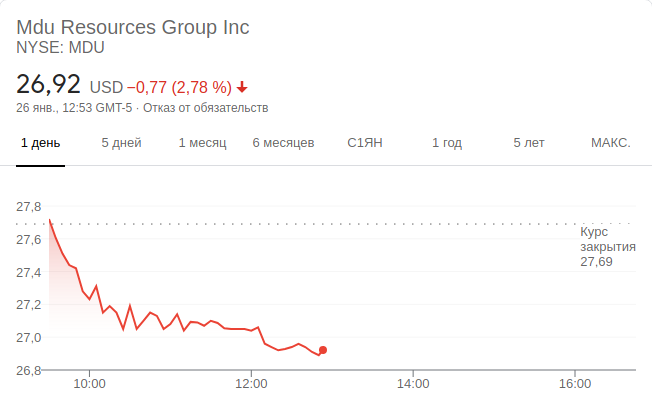 Mdu Resources Group Inc
NYSE: MDU
26,92 USD −0,77 (2,78 %)
26 янв., 12:53 GMT-5 · Отказ от обязательств
1 день 5 дней 1 месяц 6 месяцев С1ЯН 1 год 5 лет МАКС.
27,8
Курс
27,6
закрытия
27,69
27,4
27,2
27,0
26,8
10:00 12:00 14:00 16:00